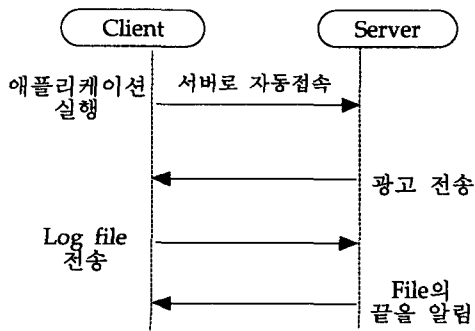 Client
Server
애플리케이션
실행
서버로 자동접속
광고 전송
Log file
전송
File의
끝을 알림